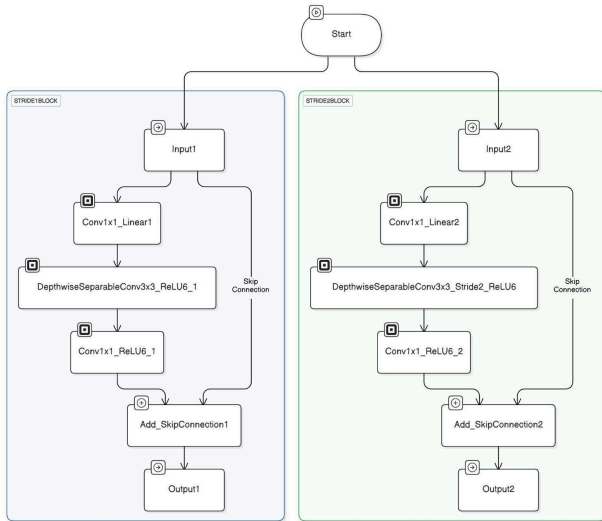 Start
STRIDE1BLOCK
Input1
Conv1x1_Linear1
DepthwiseSeparableConv3x3_ReLU6_1
Skip
Connection
Conv1x1_ReLU6_1
Add_SkipConnection1
Output1
STRIDE2BLOCK
Input2
Conv1x1_Linear2
DepthwiseSeparableConv3x3_Stride2_ReLU6
Skip
Connection
Conv1x1_ReLU6_2
Add_SkipConnection2
Output2